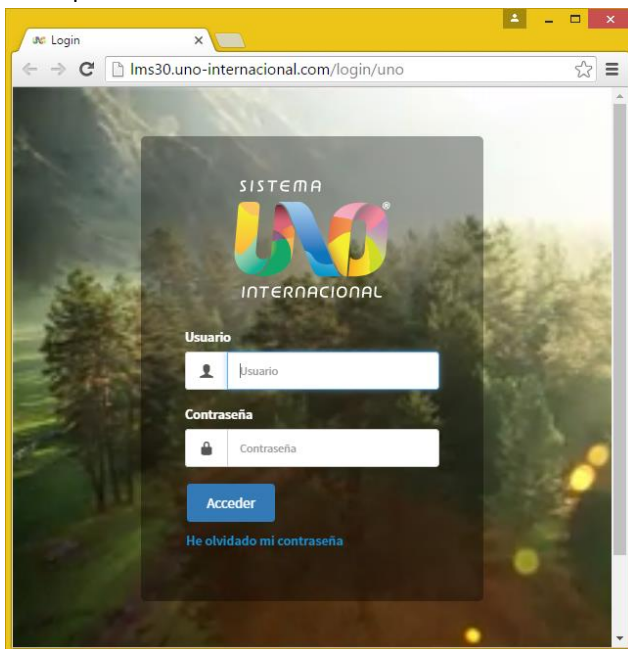 Login
lms30.uno-internacional.com/login/uno
SISTEMA
UNO®
INTERNACIONAL
Usuario
Usuario
Contraseña
Contraseña
Acceder
He olvidado mi contraseña